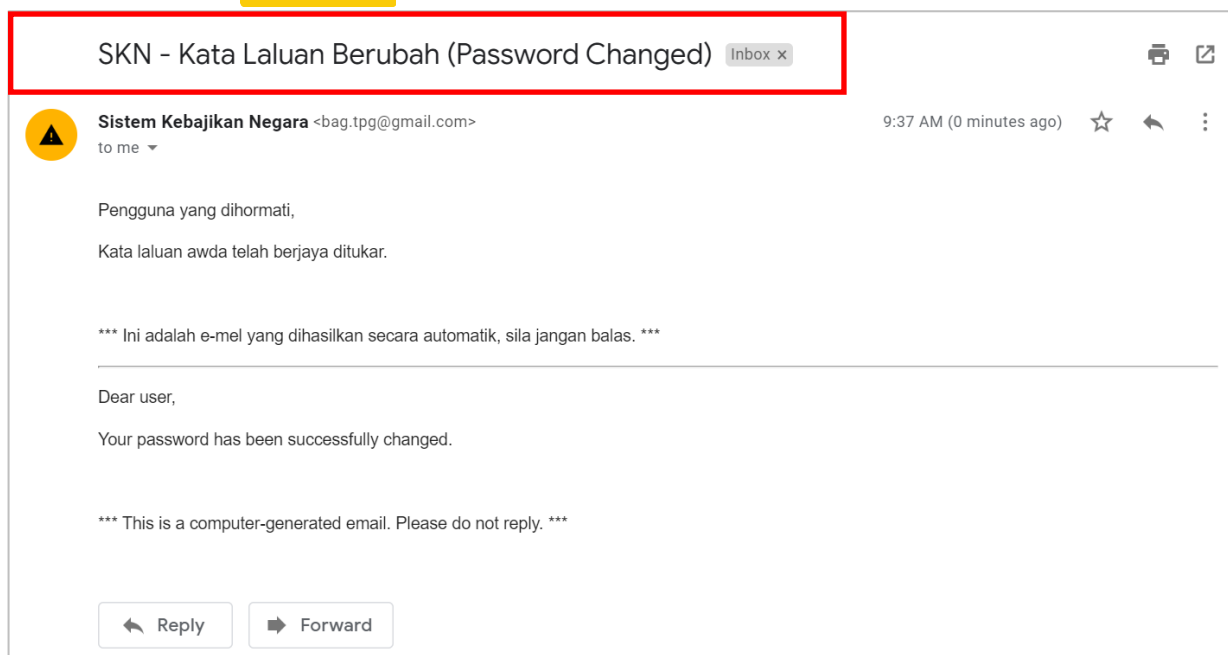 SKN - Kata Laluan Berubah (Password Changed) Inbox x
Sistem Kebajikan Negara <bag.tpg@gmail.com> 9:37 AM (0 minutes ago)
to me
Pengguna yang dihormati,
Kata laluan awda telah berjaya ditukar.
*** Ini adalah e-mel yang dihasilkan secara automatik, sila jangan balas. ***
Dear user,
Your password has been successfully changed.
*** This is a computer-generated email. Please do not reply. ***
Reply Forward